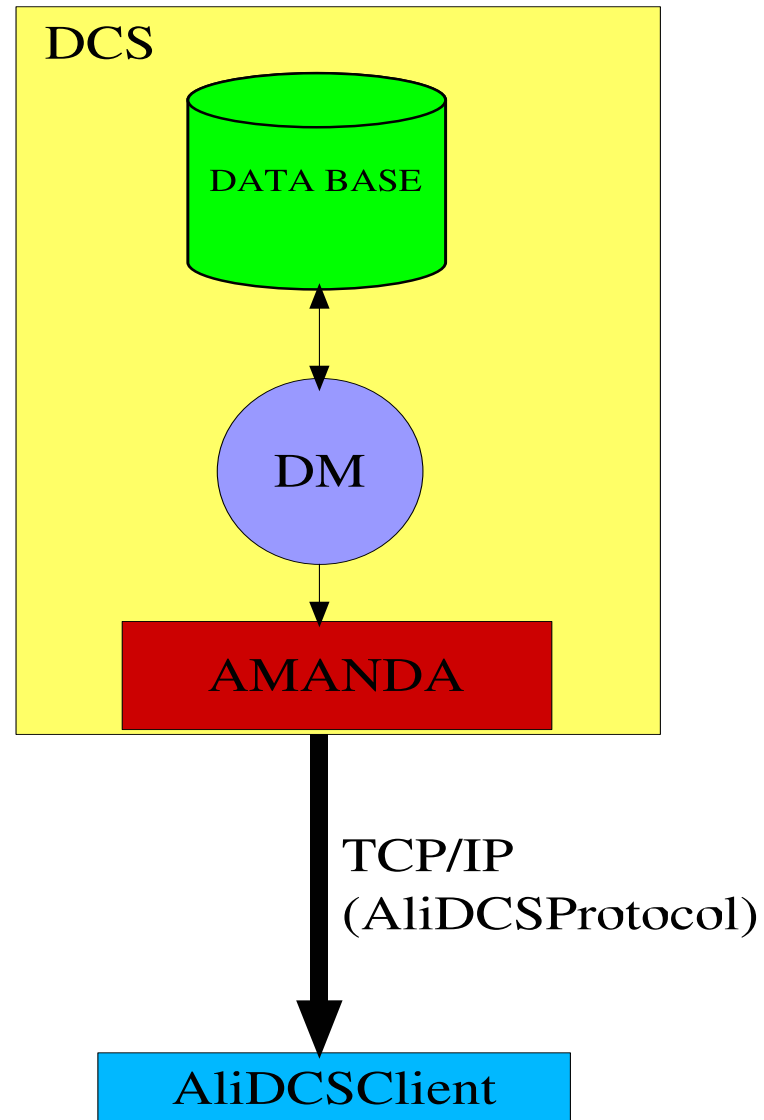 DCS
DATA BASE
DM
AMANDA
TCP/IP
(AliDCSProtocol)
AliDCSClient